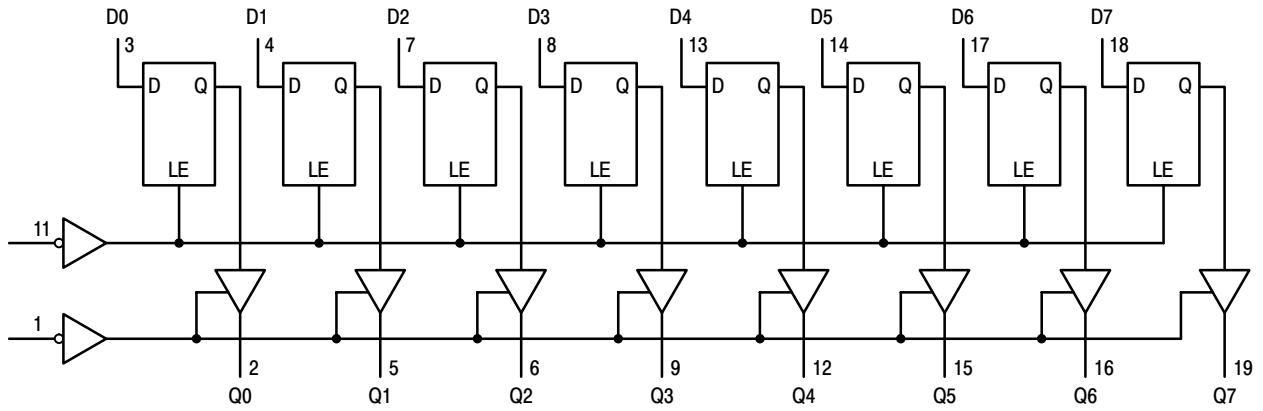 D0 D1 D2 D3 D4 D5 D6 D7
3 4 7 8 13 14 17 18
D Q D Q D Q D Q D Q D Q D Q D Q
LE LE LE LE LE LE LE LE
11
1
2 5 6 9 12 15 16 19
Q0 Q1 Q2 Q3 Q4 Q5 Q6 Q7